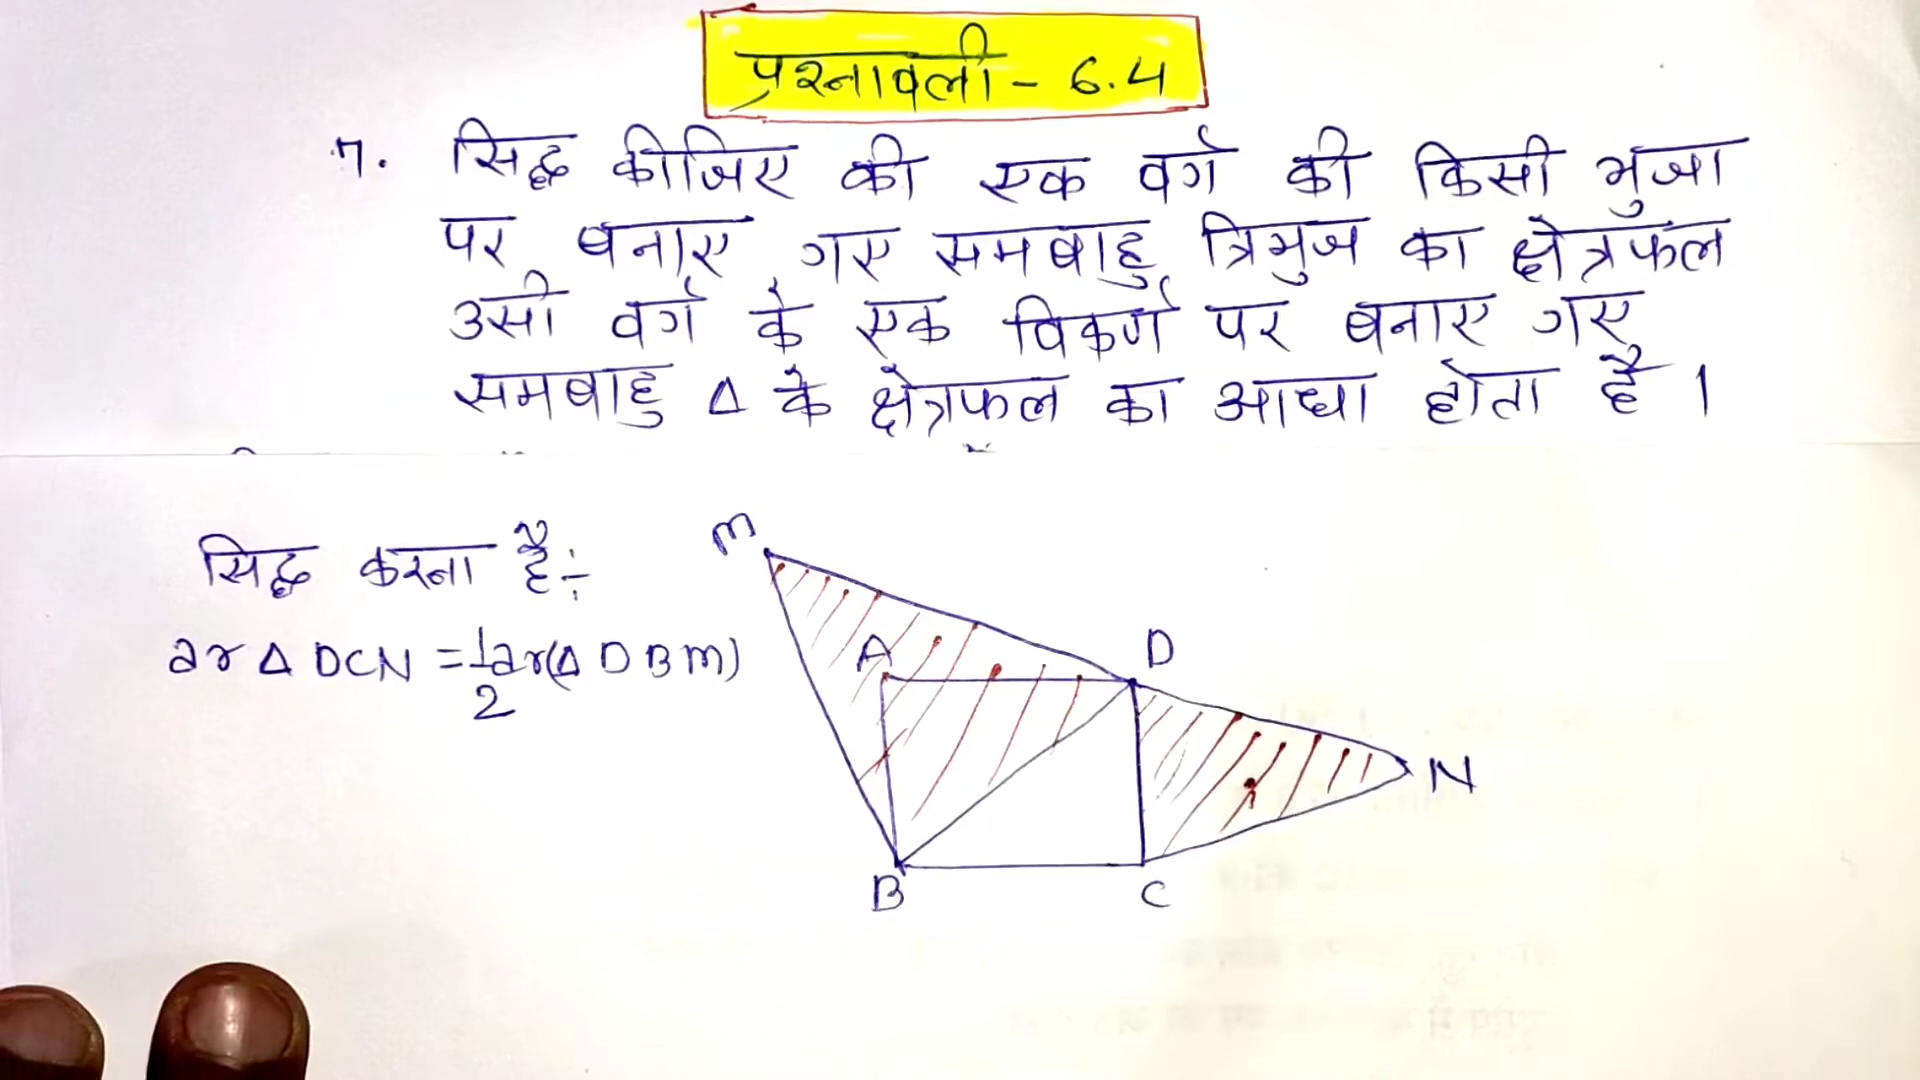 प्रश्नावली - 6.4
7. सिद्ध कीजिए की एक वर्ग की किसी भुजा
पर बनाए गए समबाहु त्रिभुज का क्षेत्रफल
उसी वर्ग के एक विकर्ण पर बनाए गए
समबाहु Δ के क्षेत्रफल का आधा होता है ।
सिद्ध करना है:-
ar Δ DCN = 1/2 ar(Δ DBM)
M
A
D
N
B
C